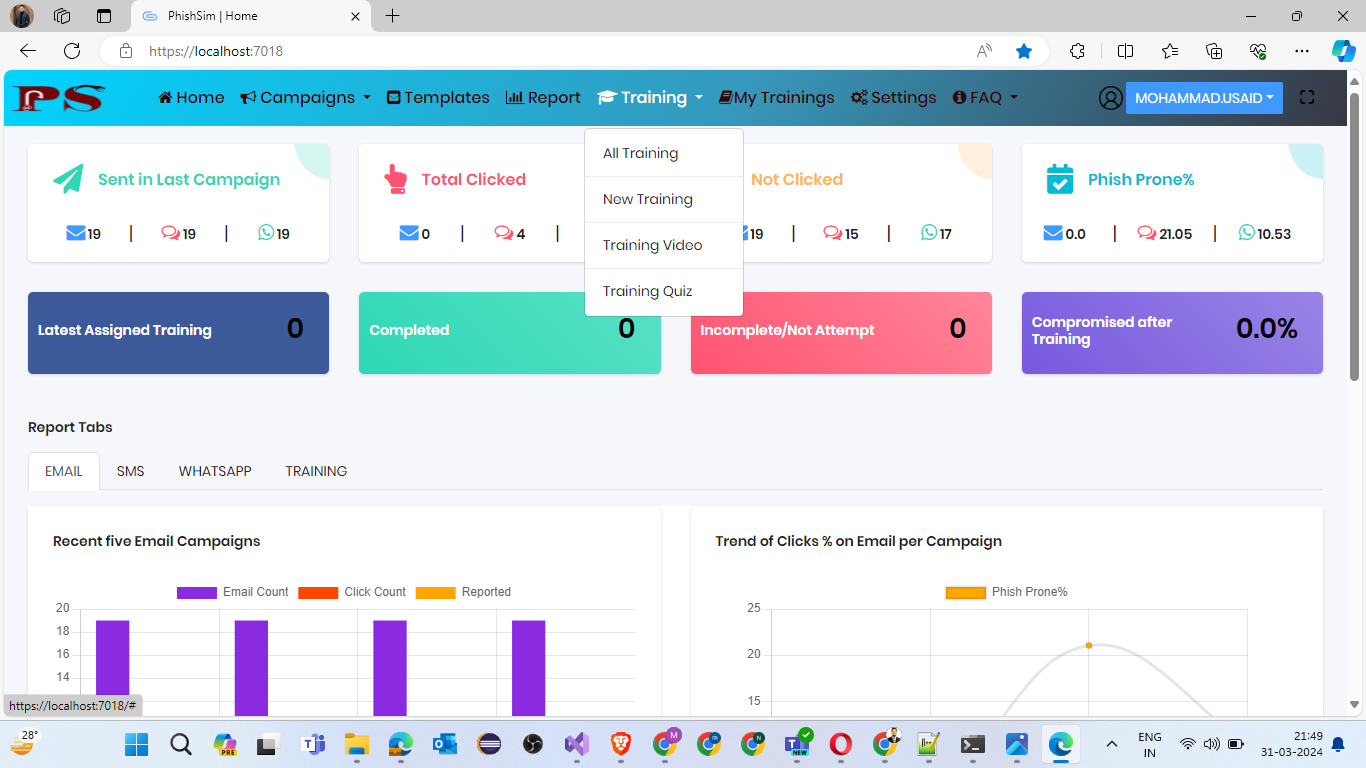 PhishSim | Home
https://localhost:7018
PS
Home
Campaigns
Templates
Report
Training
My Trainings
Settings
FAQ
MOHAMMAD.USAID
All Training
New Training
Training Video
Training Quiz
Sent in Last Campaign
19 | 19 | 19
Total Clicked
0 | 4 |
Not Clicked
19 | 15 | 17
Phish Prone%
0.0 | 21.05 | 10.53
Latest Assigned Training 0
Completed 0
Incomplete/Not Attempt 0
Compromised after
Training
0.0%
Report Tabs
EMAIL SMS WHATSAPP TRAINING
Recent five Email Campaigns
Email Count Click Count Reported
20
18
16
14
Trend of Clicks % on Email per Campaign
Phish Prone%
25
20
15
https://localhost:7018/#
28°
PRE
M
m
N
NEW
ENG
IN
21:49
31-03-2024